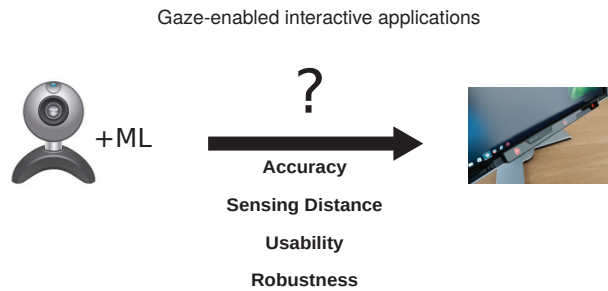 Gaze-enabled interactive applications
?
+ML
Accuracy
Sensing Distance
Usability
Robustness